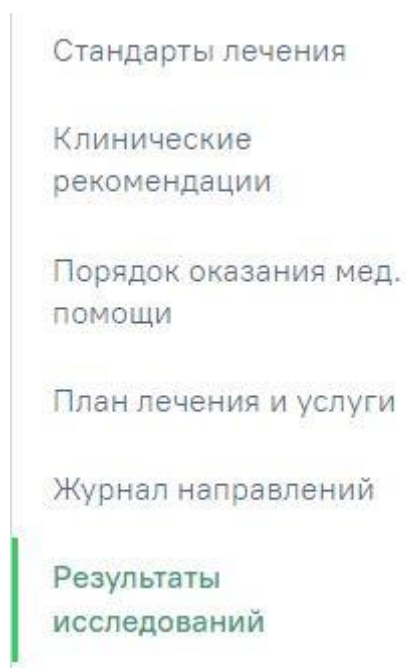 Стандарты лечения
Клинические
рекомендации
Порядок оказания мед.
помощи
План лечения и услуги
Журнал направлений
Результаты
исследований